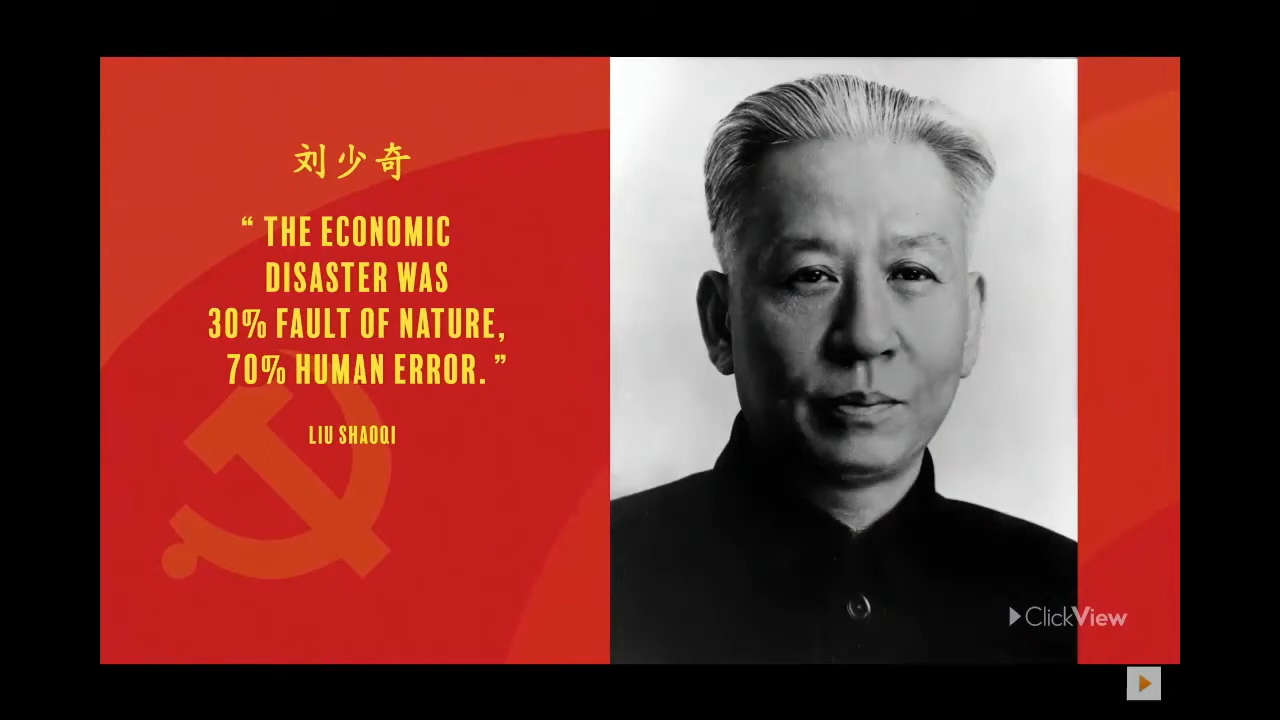 刘少奇
“ THE ECONOMIC
DISASTER WAS
30% FAULT OF NATURE,
70% HUMAN ERROR. ”
LIU SHAOQI
ClickView